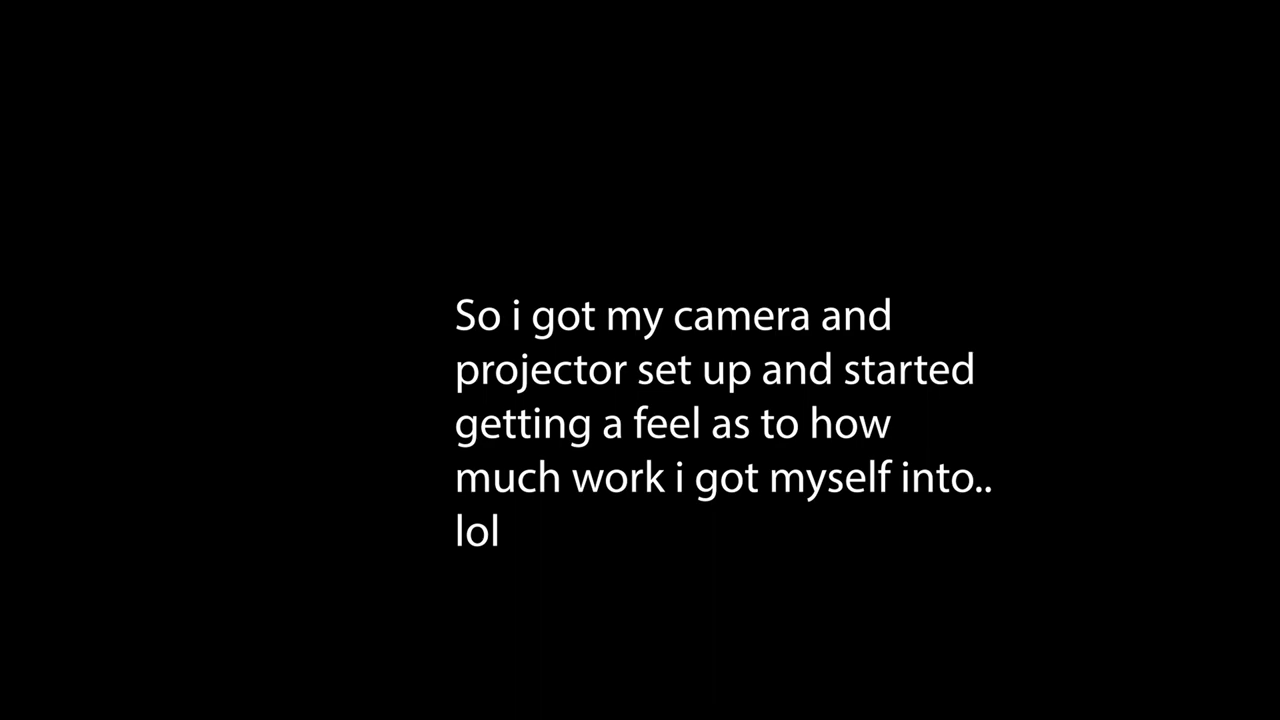 So i got my camera and
projector set up and started
getting a feel as to how
much work i got myself into..
lol